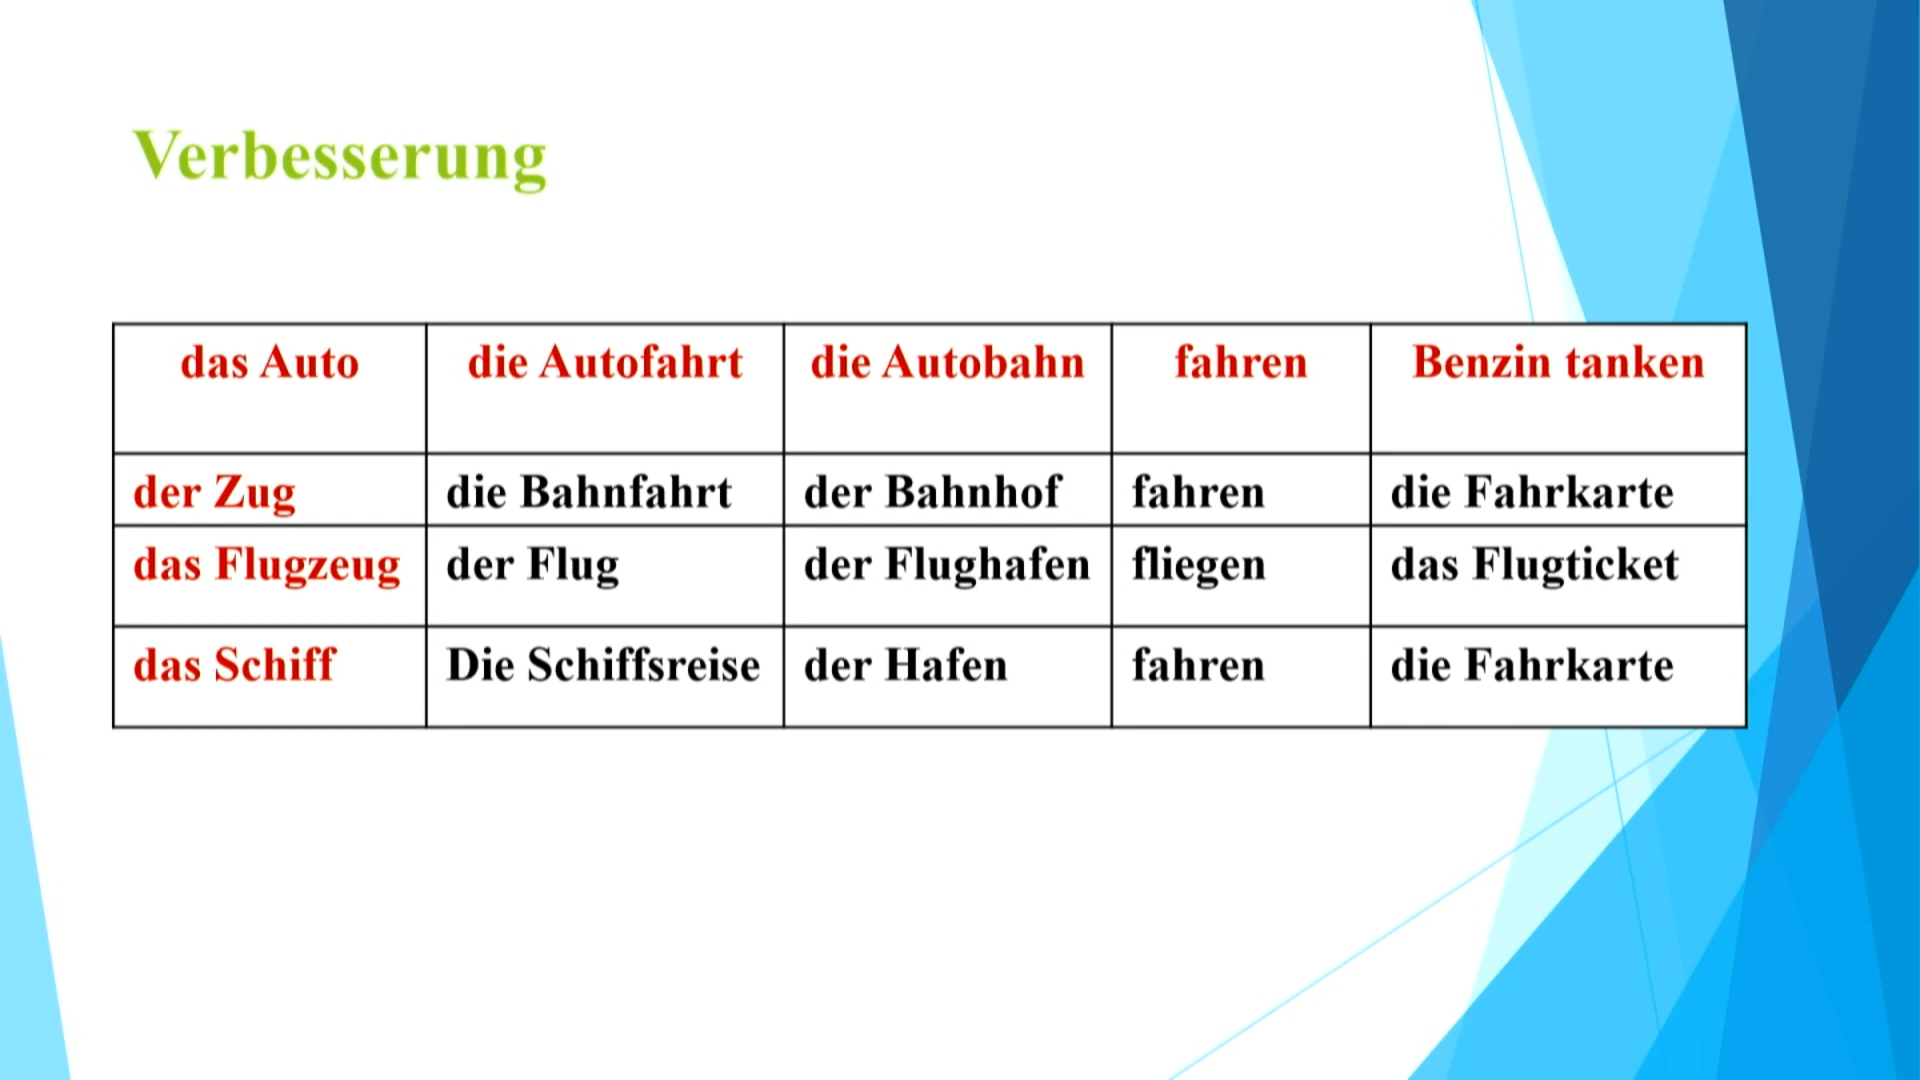 Verbesserung
das Auto die Autofahrt die Autobahn fahren Benzin tanken
der Zug die Bahnfahrt der Bahnhof fahren die Fahrkarte
das Flugzeug der Flug der Flughafen fliegen das Flugticket
das Schiff Die Schiffsreise der Hafen fahren die Fahrkarte